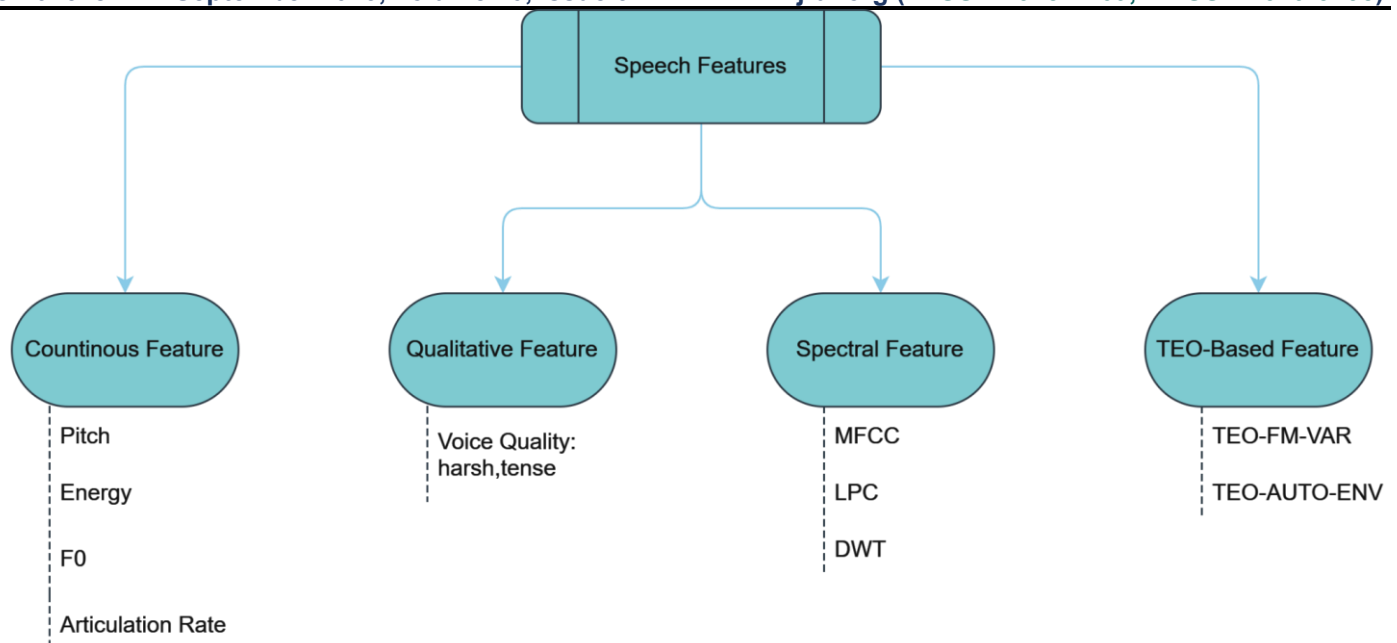 Speech Features
Countinous Feature
Qualitative Feature
Spectral Feature
TEO-Based Feature
Pitch
Energy
F0
Articulation Rate
Voice Quality:
harsh,tense
MFCC
LPC
DWT
TEO-FM-VAR
TEO-AUTO-ENV